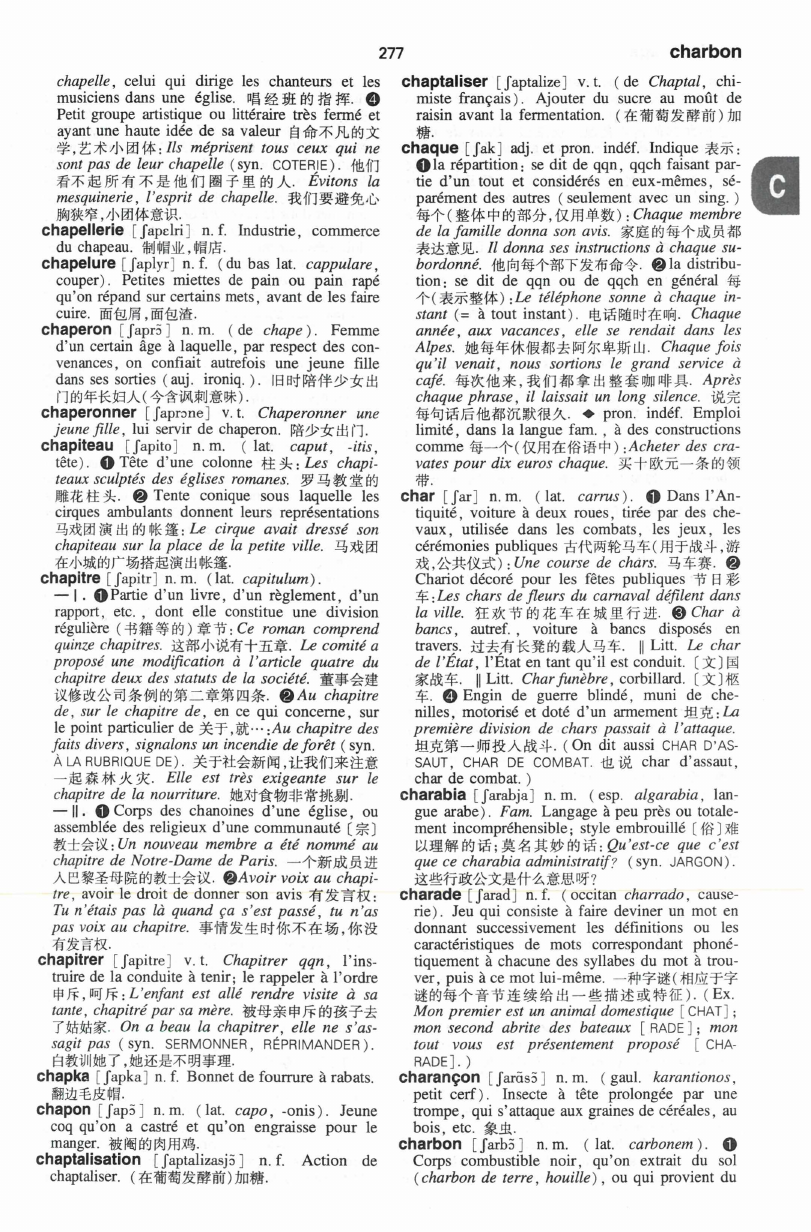 277
charbon
chapelle, celui qui dirige les chanteurs et les
musiciens dans une église. 唱经班的指挥. ❹
Petit groupe artistique ou littéraire très fermé et
ayant une haute idée de sa valeur 自命不凡的文
学,艺术小团体: Ils méprisent tous ceux qui ne
sont pas de leur chapelle (syn. COTERIE). 他们
看不起所有不是他们圈子里的人. Évitons la
mesquinerie, l'esprit de chapelle. 我们要避免心
胸狭窄,小团体意识.
chapellerie [ʃapɛlri] n. f. Industrie, commerce
du chapeau. 制帽业,帽店.
chapelure [ʃaplyr] n. f. (du bas lat. cappulare,
couper). Petites miettes de pain ou pain rapé
qu'on répand sur certains mets, avant de les faire
cuire. 面包屑,面包渣.
chaperon [ʃaprɔ̃] n. m. (de chape). Femme
d'un certain âge à laquelle, par respect des con-
venances, on confiait autrefois une jeune fille
dans ses sorties (auj. ironiq.). 旧时陪伴少女出
门的年长妇人(今含讽刺意味).
chaperonner [ʃaprɔne] v. t. Chaperonner une
jeune fille, lui servir de chaperon. 陪少女出门.
chapiteau [ʃapito] n. m. (lat. caput, -itis,
tête). ❶ Tête d'une colonne 柱头: Les chapi-
teaux sculptés des églises romanes. 罗马教堂的
雕花柱头. ❷ Tente conique sous laquelle les
cirques ambulants donnent leurs représentations
马戏团演出的帐篷: Le cirque avait dressé son
chapiteau sur la place de la petite ville. 马戏团
在小城的广场搭起演出帐篷.
chapitre [ʃapitr] n. m. (lat. capitulum).
—Ⅰ. ❶Partie d'un livre, d'un règlement, d'un
rapport, etc., dont elle constitue une division
régulière (书籍等的)章节: Ce roman comprend
quinze chapitres. 这部小说有十五章. Le comité a
proposé une modification à l'article quatre du
chapitre deux des statuts de la société. 董事会建
议修改公司条例的第二章第四条. ❷Au chapitre
de, sur le chapitre de, en ce qui concerne, sur
le point particulier de 关于,就…: Au chapitre des
faits divers, signalons un incendie de forêt (syn.
À LA RUBRIQUE DE). 关于社会新闻,让我们来注意
一起森林火灾. Elle est très exigeante sur le
chapitre de la nourriture. 她对食物非常挑剔.
—Ⅱ. ❶ Corps des chanoines d'une église, ou
assemblée des religieux d'une communauté [宗]
教士会议: Un nouveau membre a été nommé au
chapitre de Notre-Dame de Paris. 一个新成员进
入巴黎圣母院的教士会议. ❷Avoir voix au chapi-
tre, avoir le droit de donner son avis 有发言权:
Tu n'étais pas là quand ça s'est passé, tu n'as
pas voix au chapitre. 事情发生时你不在场,你没
有发言权.
chapitrer [ʃapitre] v. t. Chapitrer qqn, l'ins-
truire de la conduite à tenir; le rappeler à l'ordre
申斥,呵斥: L'enfant est allé rendre visite à sa
tante, chapitré par sa mère. 被母亲申斥的孩子去
了姑姑家. On a beau la chapitrer, elle ne s'as-
sagit pas (syn. SERMONNER, RÉPRIMANDER).
白教训她了,她还是不明事理.
chapka [ʃapka] n. f. Bonnet de fourrure à rabats.
翻边毛皮帽.
chapon [ʃapɔ̃] n. m. (lat. capo, -onis). Jeune
coq qu'on a castré et qu'on engraisse pour le
manger. 被阉的肉用鸡.
chaptalisation [ʃaptalizasjɔ̃] n. f. Action de
chaptaliser. (在葡萄发酵前)加糖.
chaptaliser [ʃaptalize] v. t. (de Chaptal, chi-
miste français). Ajouter du sucre au moût de
raisin avant la fermentation. (在葡萄发酵前)加
糖.
chaque [ʃak] adj. et pron. indéf. Indique 表示:
❶la répartition; se dit de qqn, qqch faisant par-
tie d'un tout et considérés en eux-mêmes, sé-
parément des autres (seulement avec un sing.)
每个(整体中的部分,仅用单数): Chaque membre
de la famille donna son avis. 家庭的每个成员都
表达意见. Il donna ses instructions à chaque su-
bordonné. 他向每个部下发布命令. ❷la distribu-
tion; se dit de qqn ou de qqch en général 每
个(表示整体): Le téléphone sonne à chaque in-
stant (= à tout instant). 电话随时在响. Chaque
année, aux vacances, elle se rendait dans les
Alpes. 她每年休假都去阿尔卑斯山. Chaque fois
qu'il venait, nous sortions le grand service à
café. 每次他来,我们都拿出整套咖啡具. Après
chaque phrase, il laissait un long silence. 说完
每句话后他都沉默很久. ◆ pron. indéf. Emploi
limité, dans la langue fam., à des constructions
comme 每一个(仅用在俗语中): Acheter des cra-
vates pour dix euros chaque. 买十欧元一条的领
带.
char [ʃar] n. m. (lat. carrus). ❶ Dans l'An-
tiquité, voiture à deux roues, tirée par des che-
vaux, utilisée dans les combats, les jeux, les
cérémonies publiques 古代两轮马车(用于战斗,游
戏,公共仪式): Une course de chars. 马车赛. ❷
Chariot décoré pour les fêtes publiques 节日彩
车: Les chars de fleurs du carnaval défilent dans
la ville. 狂欢节的花车在城里行进. ❸ Char à
bancs, autref., voiture à bancs disposés en
travers. 过去有长凳的载人马车. ‖ Litt. Le char
de l'État, l'État en tant qu'il est conduit. [文]国
家战车. ‖ Litt. Char funèbre, corbillard. [文]柩
车. ❹ Engin de guerre blindé, muni de che-
nilles, motorisé et doté d'un armement 坦克: La
première division de chars passait à l'attaque.
坦克第一师投入战斗. (On dit aussi CHAR D'AS-
SAUT, CHAR DE COMBAT. 也说 char d'assaut,
char de combat.)
charabia [ʃarabja] n. m. (esp. algarabia, lan-
gue arabe). Fam. Langage à peu près ou totale-
ment incompréhensible; style embrouillé [俗]难
以理解的话;莫名其妙的话: Qu'est-ce que c'est
que ce charabia administratif? (syn. JARGON).
这些行政公文是什么意思呀?
charade [ʃarad] n. f. (occitan charrado, cause-
rie). Jeu qui consiste à faire deviner un mot en
donnant successivement les définitions ou les
caractéristiques de mots correspondant phoné-
tiquement à chacune des syllabes du mot à trou-
ver, puis à ce mot lui-même. 一种字谜(相应于字
谜的每个音节连续给出一些描述或特征). (Ex.
Mon premier est un animal domestique [CHAT];
mon second abrite des bateaux [RADE]; mon
tout vous est présentement proposé [CHA-
RADE].)
charançon [ʃarɑ̃sɔ̃] n. m. (gaul. karantionos,
petit cerf). Insecte à tête prolongée par une
trompe, qui s'attaque aux graines de céréales, au
bois, etc. 象虫.
charbon [ʃarbɔ̃] n. m. (lat. carbonem). ❶
Corps combustible noir, qu'on extrait du sol
(charbon de terre, houille), ou qui provient du
C